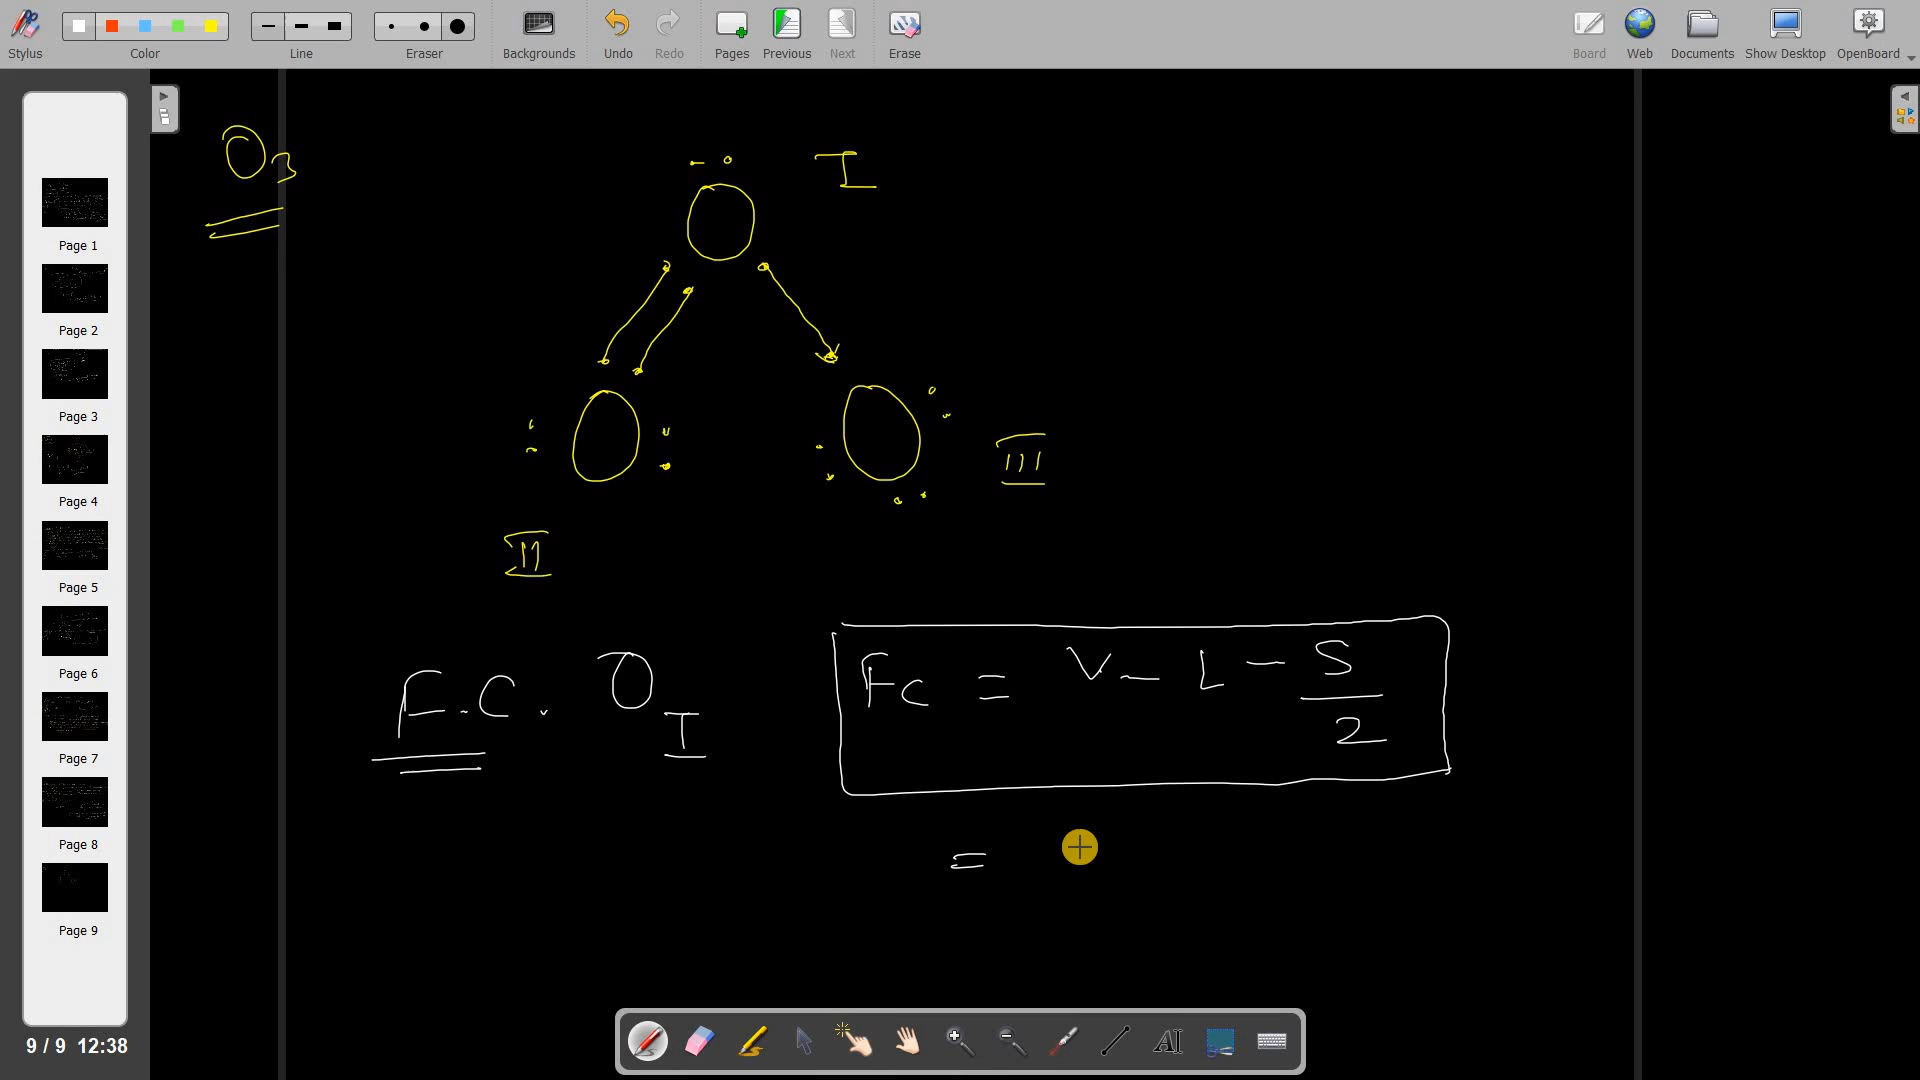 Stylus
Color
Line
Eraser
Backgrounds
Undo
Redo
Pages
Previous
Next
Erase
Board
Web
Documents
Show Desktop
OpenBoard
Page 1
Page 2
Page 3
Page 4
Page 5
Page 6
Page 7
Page 8
Page 9
9 / 9 12:38
O3
I
II
III
F.C. O I
Fc = V - L - S/2
=
AI